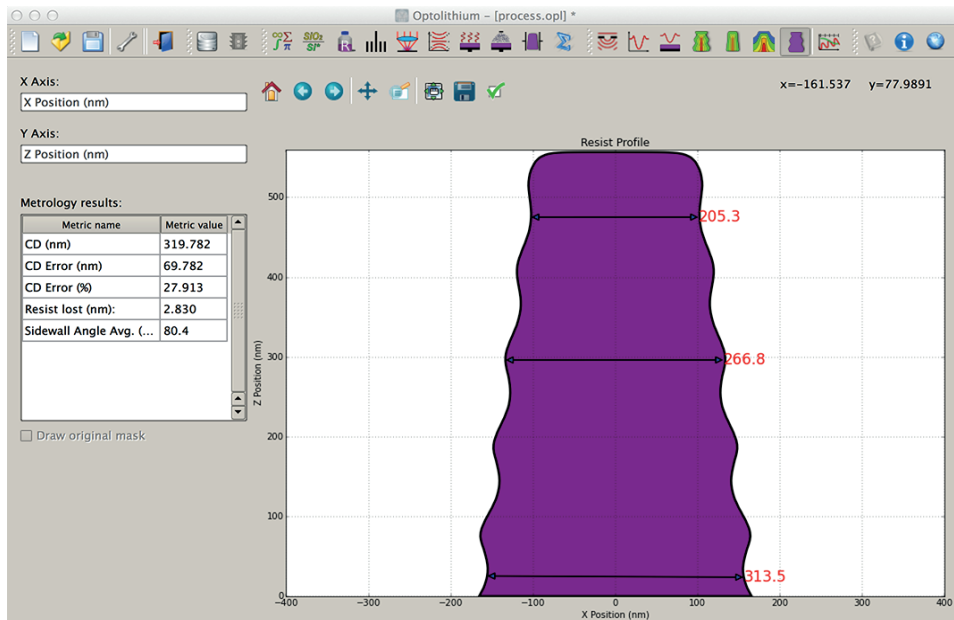 Optolithium – [process.opl] *
SiO₂
Si*
R
X Axis:
X Position (nm)
x=-161.537 y=77.9891
Y Axis:
Z Position (nm)
Metrology results:
Metric name Metric value
CD (nm) 319.782
CD Error (nm) 69.782
CD Error (%) 27.913
Resist lost (nm): 2.830
Sidewall Angle Avg. (... 80.4
Draw original mask
Resist Profile
Z Position (nm)
500
400
300
200
100
0
205.3
266.8
313.5
−400 −300 −200 −100 0 100 200 300 400
X Position (nm)